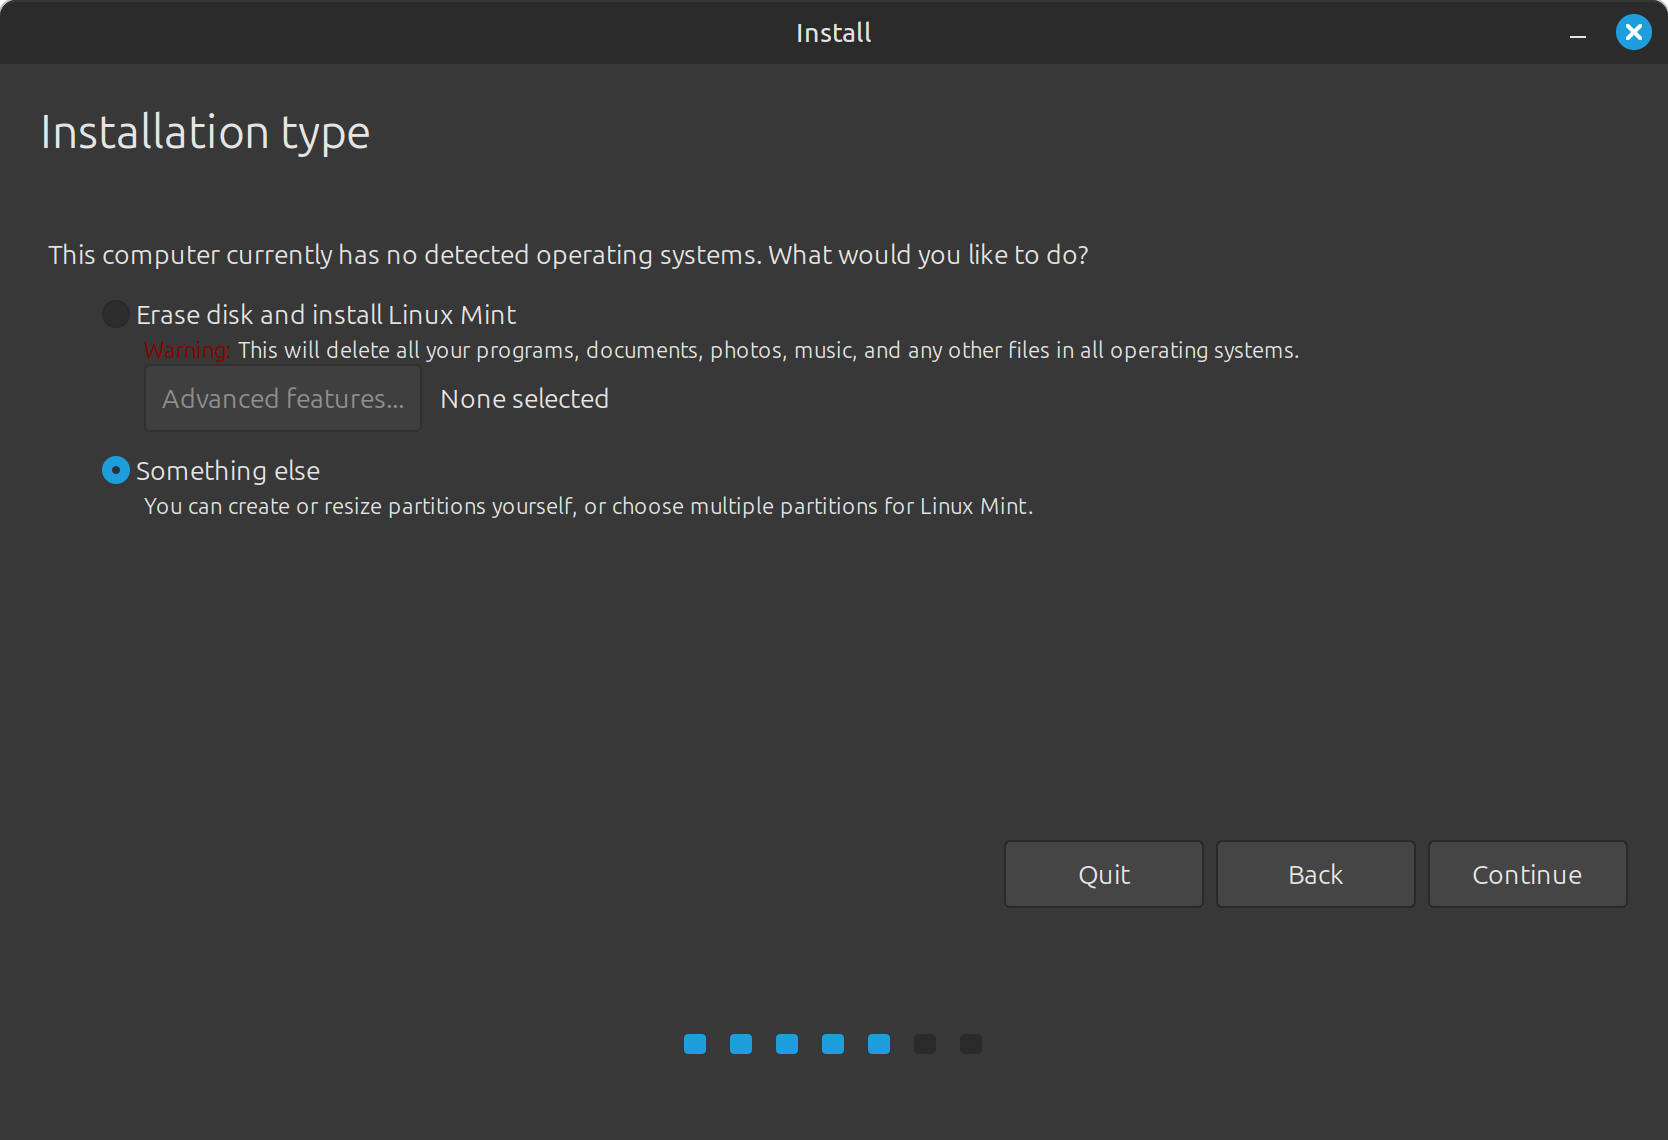 Install
Installation type
This computer currently has no detected operating systems. What would you like to do?
Erase disk and install Linux Mint
Warning: This will delete all your programs, documents, photos, music, and any other files in all operating systems.
Advanced features... None selected
Something else
You can create or resize partitions yourself, or choose multiple partitions for Linux Mint.
Quit Back Continue